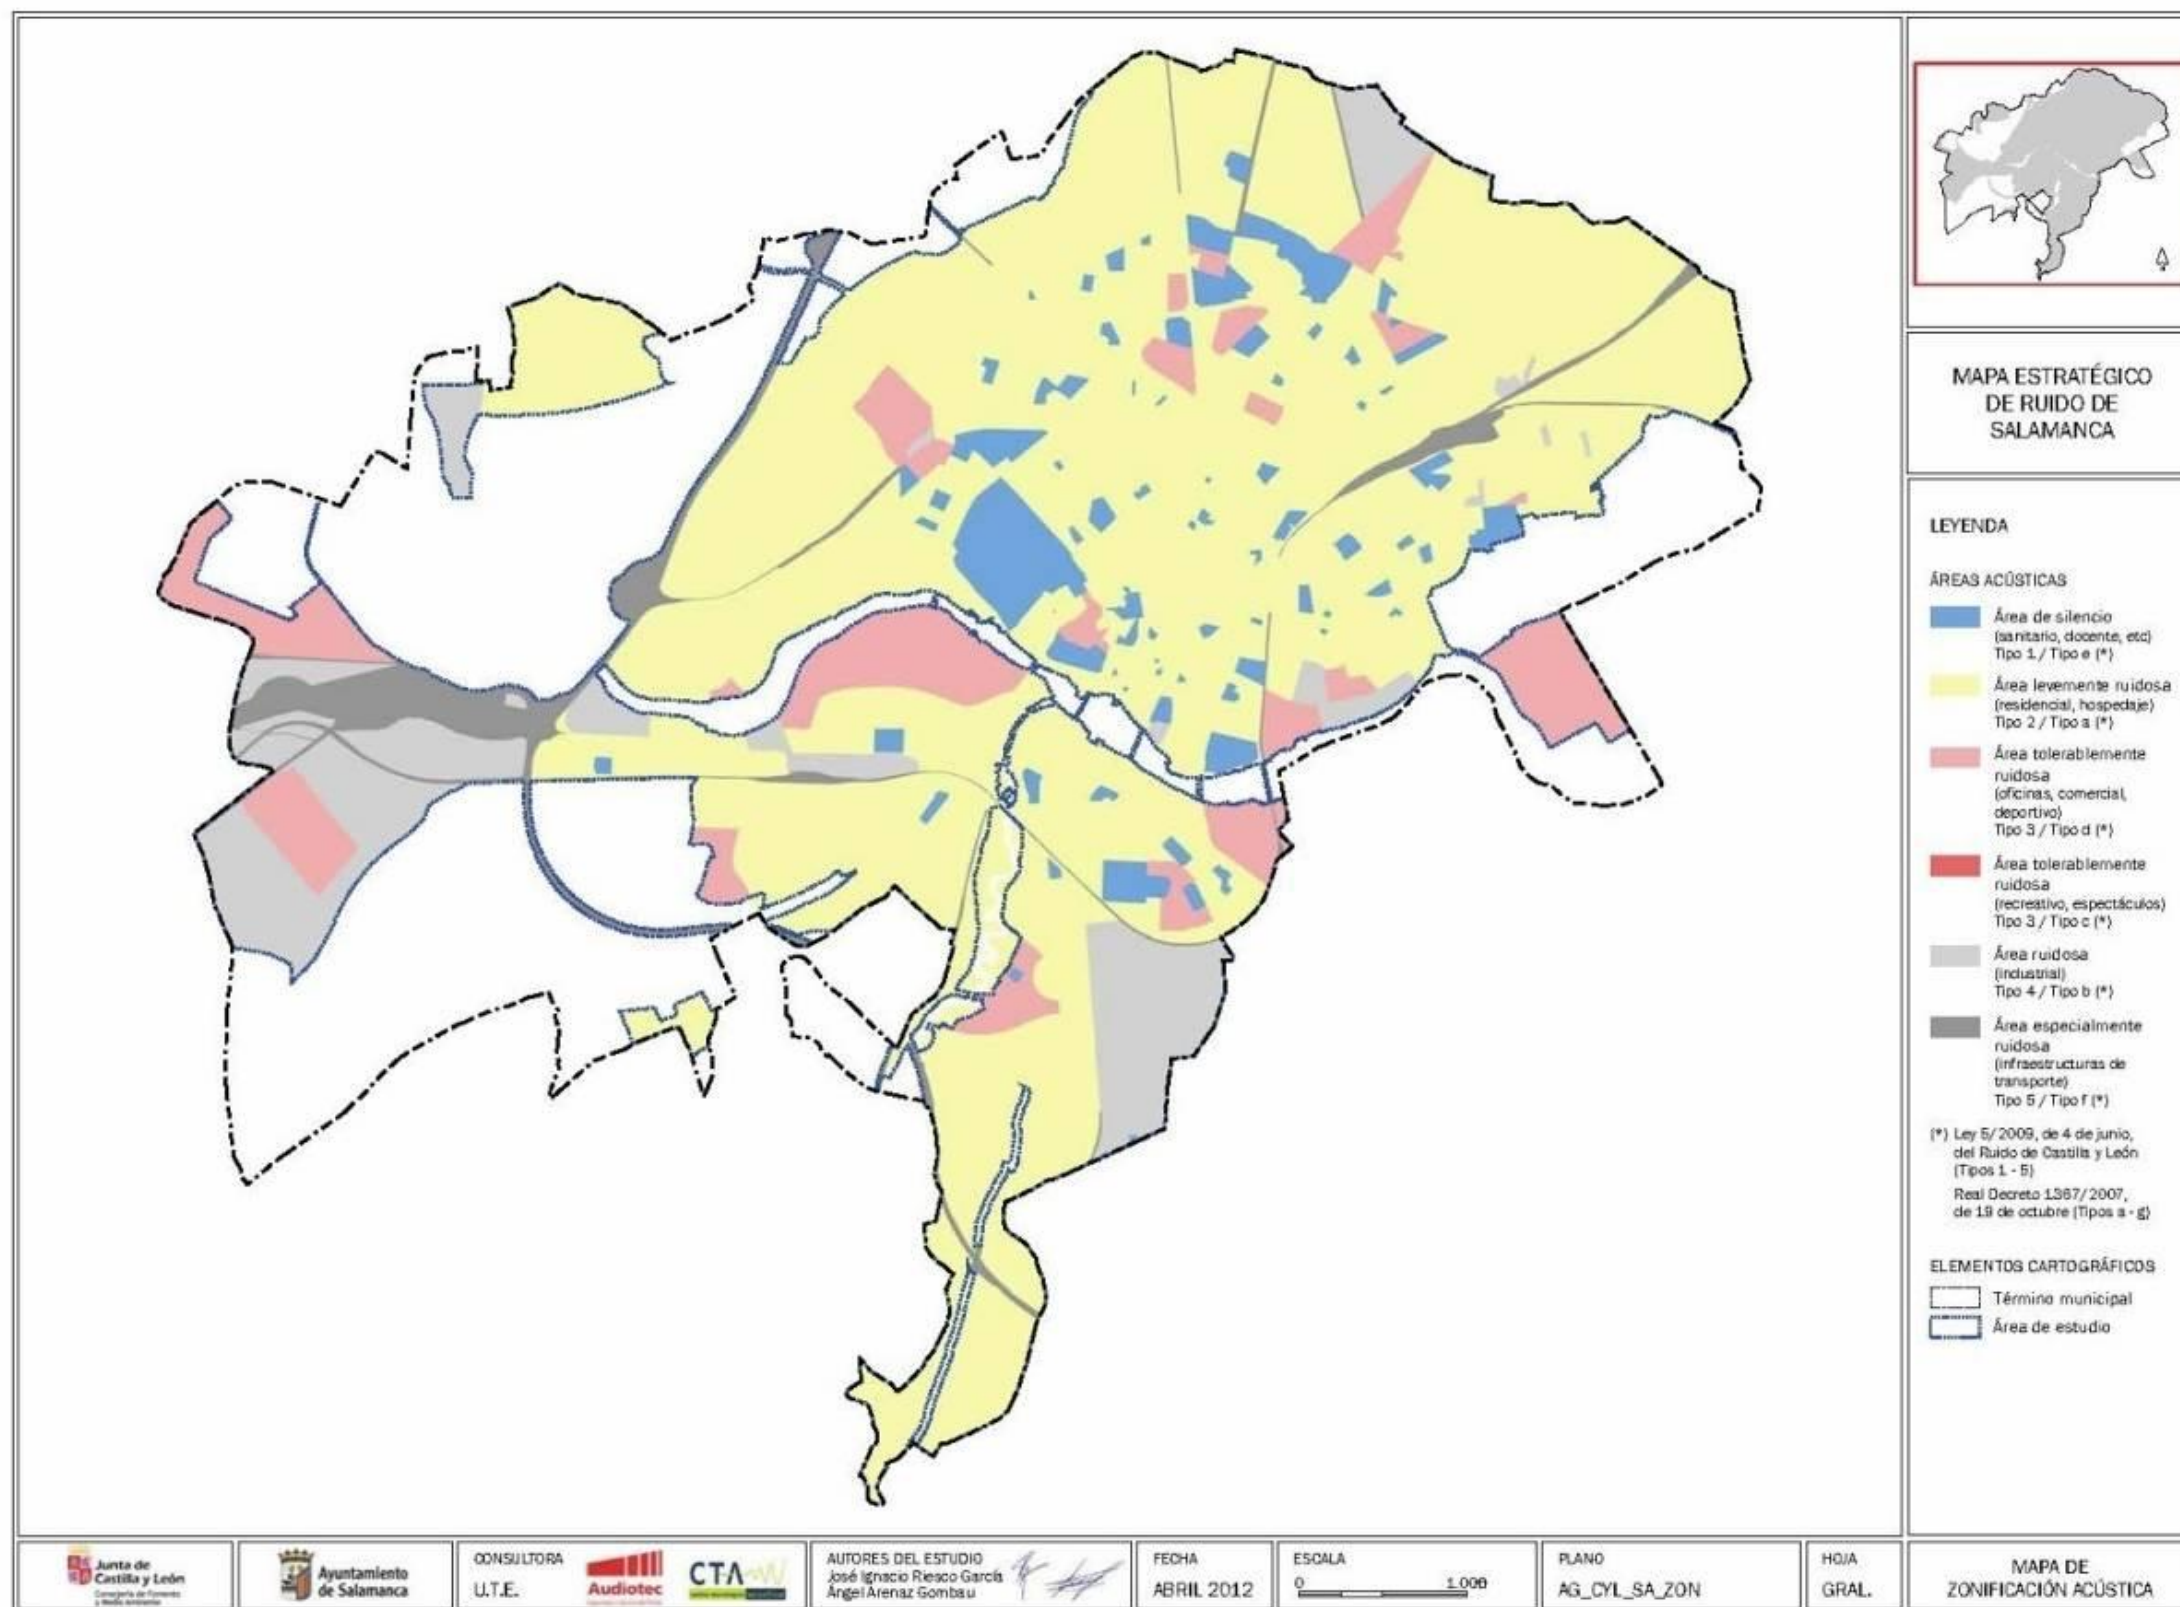 MAPA ESTRATÉGICO
DE RUIDO DE
SALAMANCA
LEYENDA
ÁREAS ACÚSTICAS
Área de silencio
(sanitario, docente, etc)
Tipo 1 / Tipo e (*)
Área levemente ruidosa
(residencial, hospedaje)
Tipo 2 / Tipo a (*)
Área tolerablemente
ruidosa
(oficinas, comercial,
deportivo)
Tipo 3 / Tipo d (*)
Área tolerablemente
ruidosa
(recreativo, espectáculos)
Tipo 3 / Tipo c (*)
Área ruidosa
(industrial)
Tipo 4 / Tipo b (*)
Área especialmente
ruidosa
(infraestructuras de
transporte)
Tipo 5 / Tipo f (*)
(*) Ley 5/2009, de 4 de junio,
del Ruido de Castilla y León
(Tipos 1 - 5)
Real Decreto 1367/2007,
de 19 de octubre (Tipos a - g)
ELEMENTOS CARTOGRÁFICOS
Término municipal
Área de estudio
Junta de
Castilla y León
Consejería de Fomento
y Medio Ambiente
Ayuntamiento
de Salamanca
CONSULTORA
U.T.E.
Audiotec
CTA
AUTORES DEL ESTUDIO
José Ignacio Riesco García
Ángel Arenaz Gombau
FECHA
ABRIL 2012
ESCALA
0 1.000
PLANO
AG_CYL_SA_ZON
HOJA
GRAL.
MAPA DE
ZONIFICACIÓN ACÚSTICA